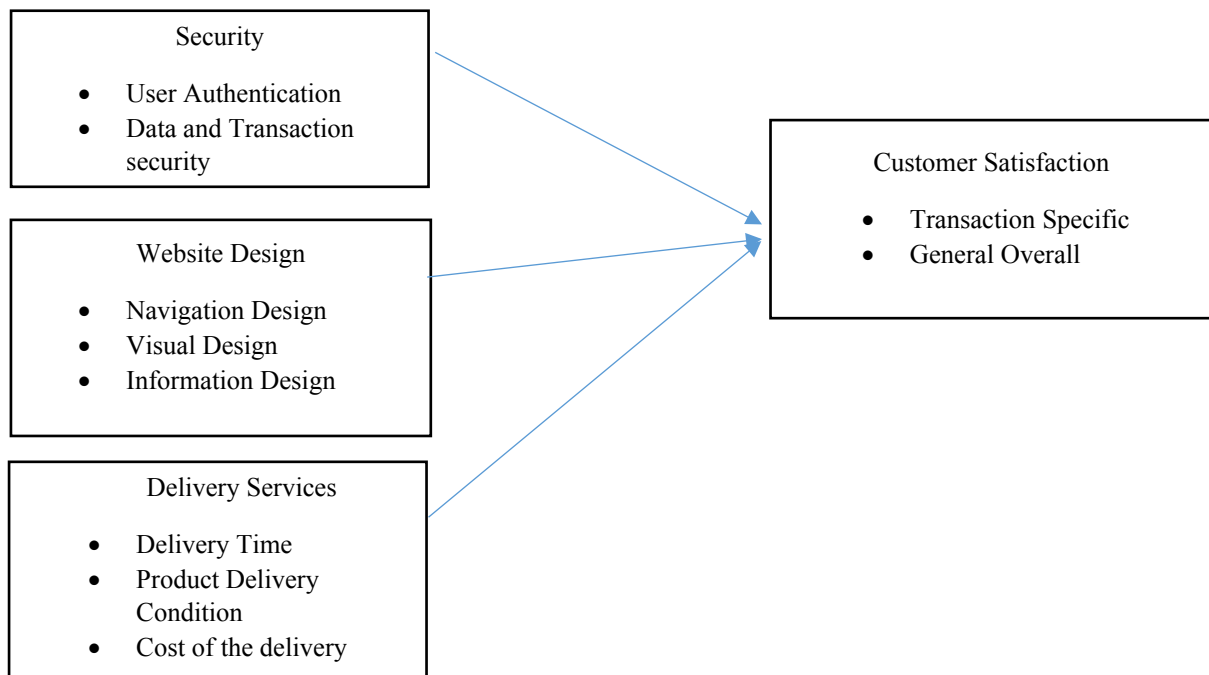 Security
• User Authentication
• Data and Transaction
security
Website Design
• Navigation Design
• Visual Design
• Information Design
Delivery Services
• Delivery Time
• Product Delivery
Condition
• Cost of the delivery
Customer Satisfaction
• Transaction Specific
• General Overall